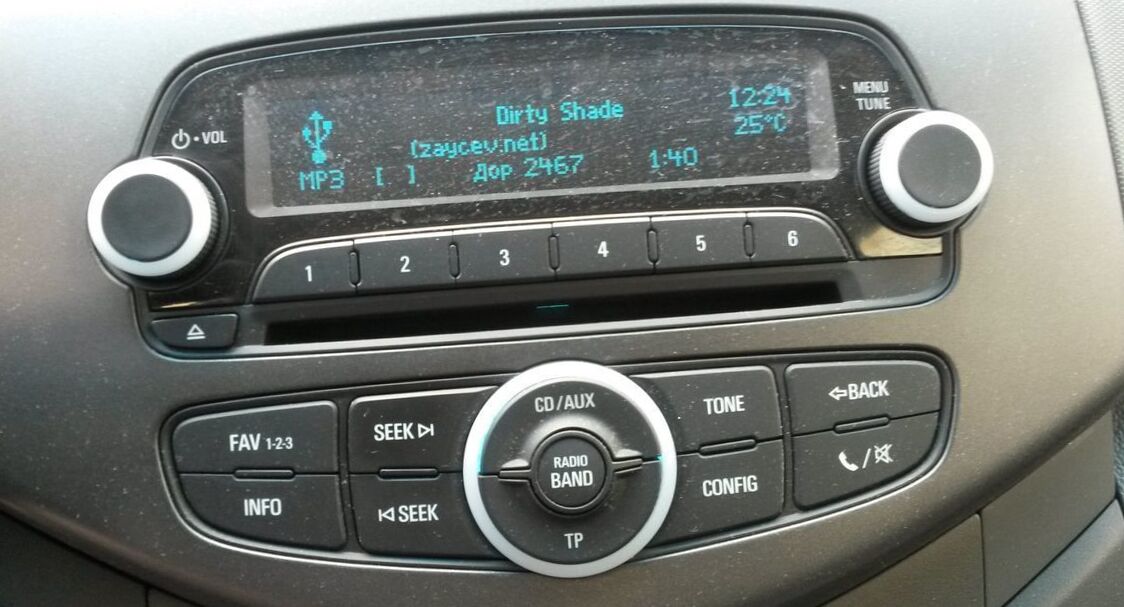 MENU
TUNE
VOL
Dirty Shade
12:24
(zaycev.net)
25°C
MP3 [ ] Дор 2467 1:40
1 2 3 4 5 6
CD/AUX
TONE
BACK
FAV 1-2-3
SEEK
RADIO
BAND
INFO
SEEK
CONFIG
/
TP